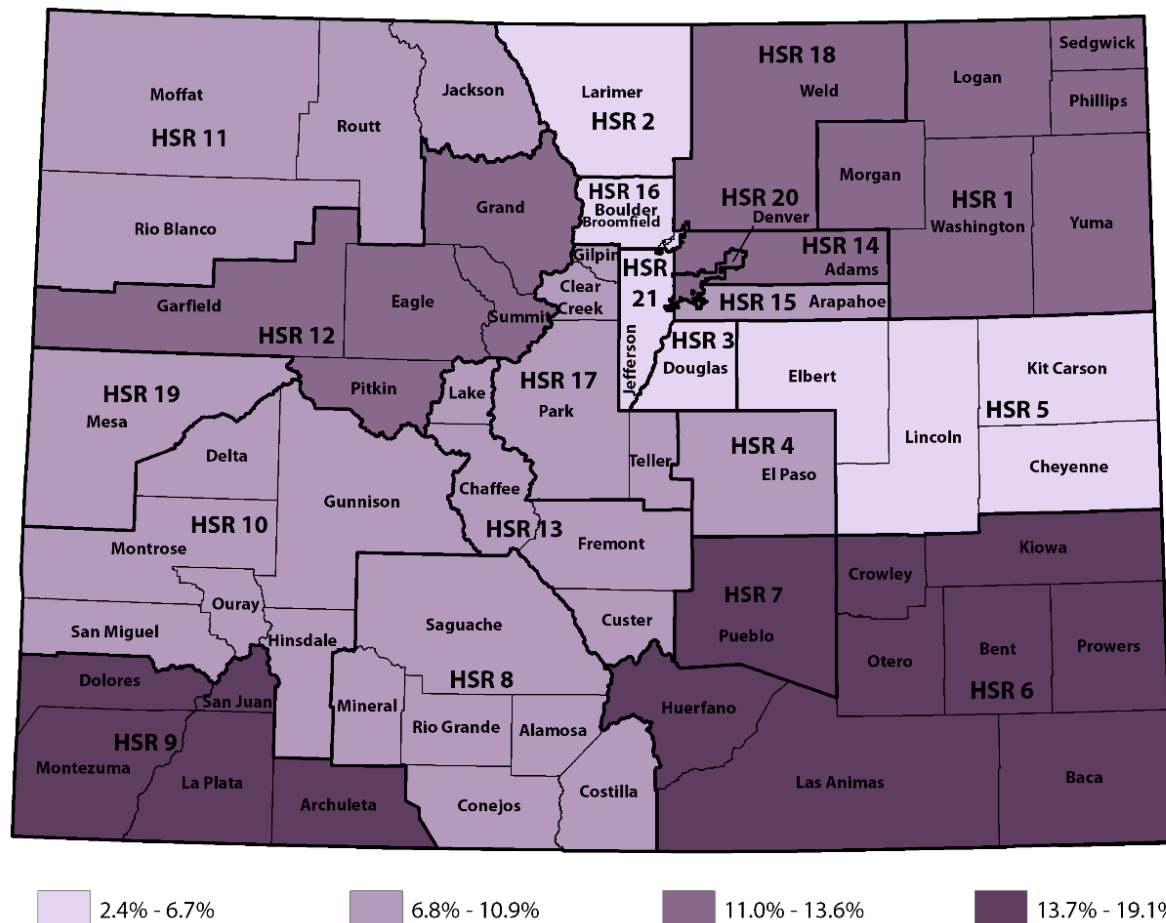 Moffat
HSR 11
Routt
Jackson
Larimer
HSR 2
HSR 18
Weld
Logan
Sedgwick
Phillips
Rio Blanco
Grand
HSR 16
Boulder
Broomfield
HSR 20
Denver
Morgan
HSR 1
Washington
Yuma
Garfield
HSR 12
Eagle
Summit
Gilpin
Clear
Creek
HSR
21
Jefferson
HSR 14
Adams
HSR 15 Arapahoe
HSR 19
Mesa
Pitkin
Lake
HSR 17
Park
HSR 3
Douglas
Elbert
Lincoln
Kit Carson
HSR 5
Cheyenne
Delta
Gunnison
Chaffee
Teller
HSR 4
El Paso
HSR 10
Montrose
HSR 13
Fremont
Ouray
San Miguel
Hinsdale
Saguache
HSR 8
Custer
HSR 7
Pueblo
Crowley
Kiowa
Otero
Bent
HSR 6
Prowers
Dolores
San Juan
HSR 9
Montezuma
La Plata
Archuleta
Mineral
Rio Grande
Alamosa
Conejos
Costilla
Huerfano
Las Animas
Baca
2.4% - 6.7%
6.8% - 10.9%
11.0% - 13.6%
13.7% - 19.1%